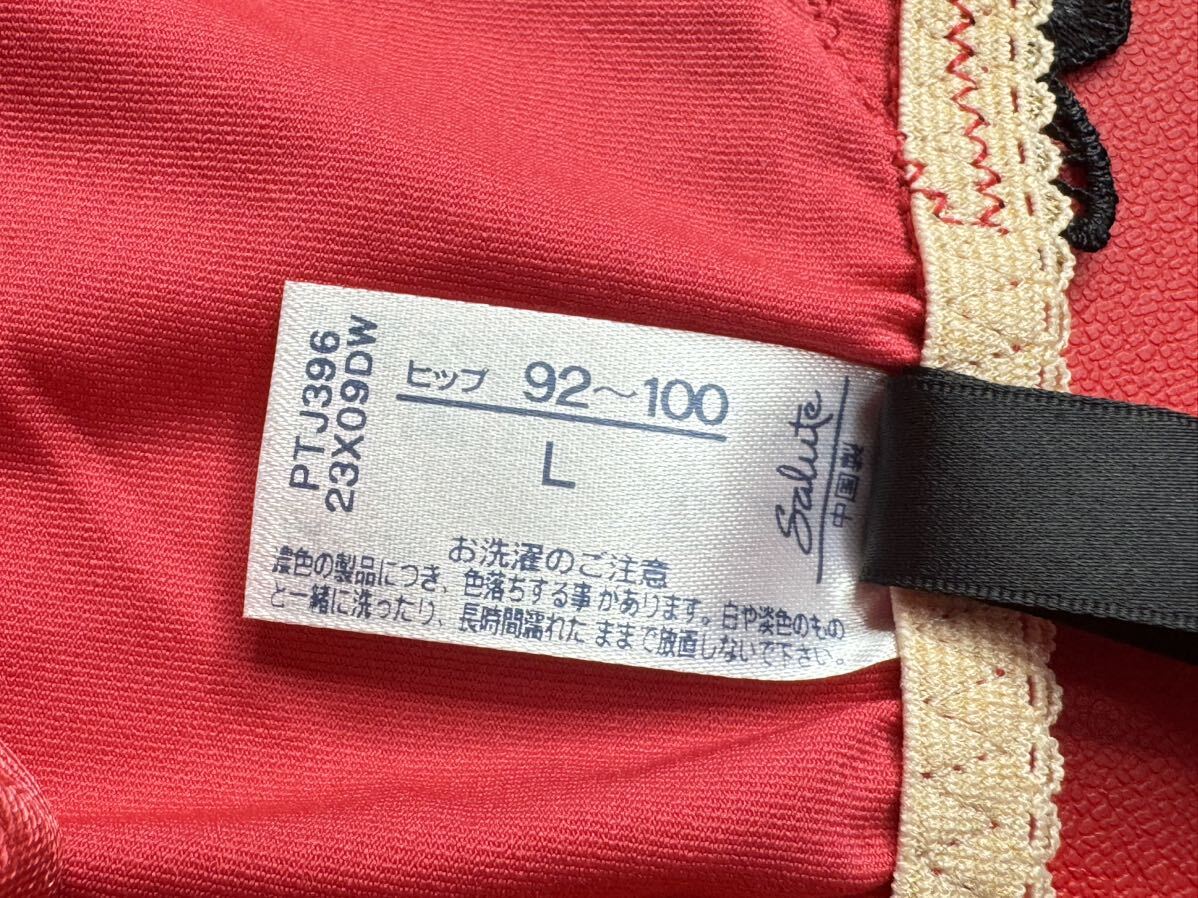 PTJ396
23X09DW
ヒップ 92～100
L
Salute
中国製
お洗濯のご注意
濃色の製品につき、色落ちする事があります。白や淡色のもの
と一緒に洗ったり、長時間濡れたままで放置しないで下さい。